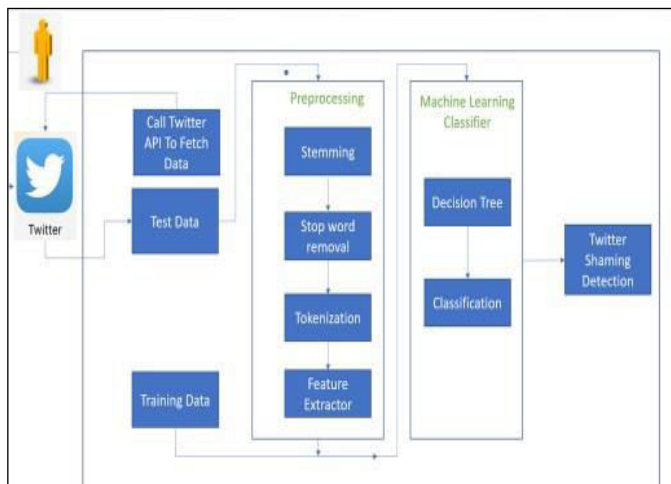 Call Twitter
API To Fetch
Data
Twitter
Test Data
Training Data
Preprocessing
Stemming
Stop word
removal
Tokenization
Feature
Extractor
Machine Learning
Classifier
Decision Tree
Classification
Twitter
Shaming
Detection